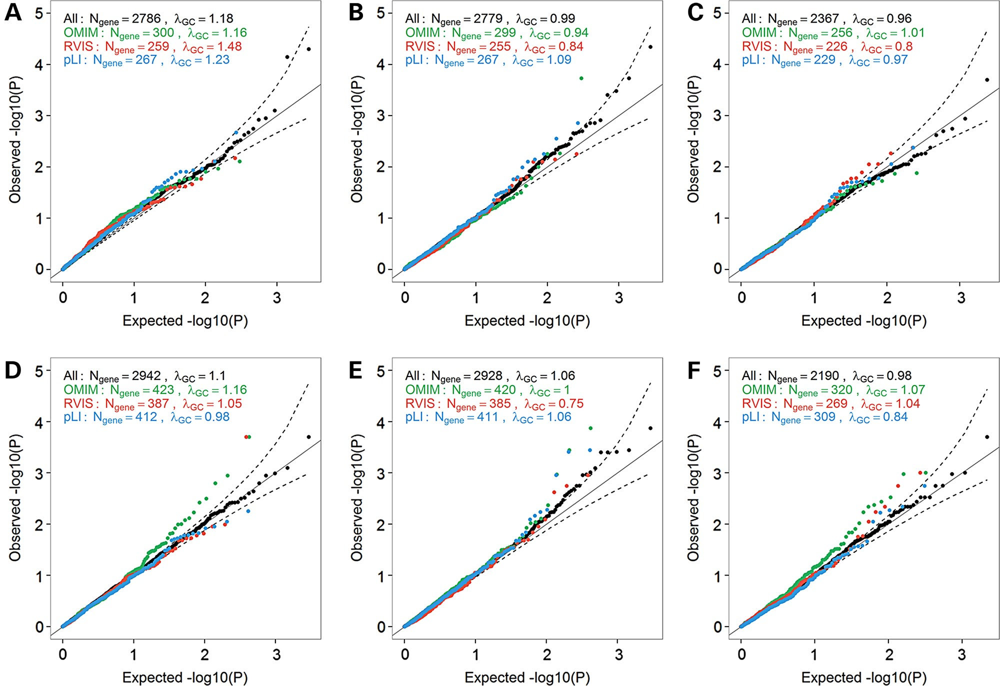 A
All: Ngene = 2786 , λGC = 1.18
OMIM: Ngene = 300 , λGC = 1.16
RVIS: Ngene = 259 , λGC = 1.48
pLI: Ngene = 267 , λGC = 1.23
5
4
3
2
1
0
Observed -log10(P)
0 1 2 3
Expected -log10(P)
B
All: Ngene = 2779 , λGC = 0.99
OMIM: Ngene = 299 , λGC = 0.94
RVIS: Ngene = 255 , λGC = 0.84
pLI: Ngene = 267 , λGC = 1.09
5
4
3
2
1
0
Observed -log10(P)
0 1 2 3
Expected -log10(P)
C
All: Ngene = 2367 , λGC = 0.96
OMIM: Ngene = 256 , λGC = 1.01
RVIS: Ngene = 226 , λGC = 0.8
pLI: Ngene = 229 , λGC = 0.97
5
4
3
2
1
0
Observed -log10(P)
0 1 2 3
Expected -log10(P)
D
All: Ngene = 2942 , λGC = 1.1
OMIM: Ngene = 423 , λGC = 1.16
RVIS: Ngene = 387 , λGC = 1.05
pLI: Ngene = 412 , λGC = 0.98
5
4
3
2
1
0
Observed -log10(P)
0 1 2 3
Expected -log10(P)
E
All: Ngene = 2928 , λGC = 1.06
OMIM: Ngene = 420 , λGC = 1
RVIS: Ngene = 385 , λGC = 0.75
pLI: Ngene = 411 , λGC = 1.06
5
4
3
2
1
0
Observed -log10(P)
0 1 2 3
Expected -log10(P)
F
All: Ngene = 2190 , λGC = 0.98
OMIM: Ngene = 320 , λGC = 1.07
RVIS: Ngene = 269 , λGC = 1.04
pLI: Ngene = 309 , λGC = 0.84
5
4
3
2
1
0
Observed -log10(P)
0 1 2 3
Expected -log10(P)